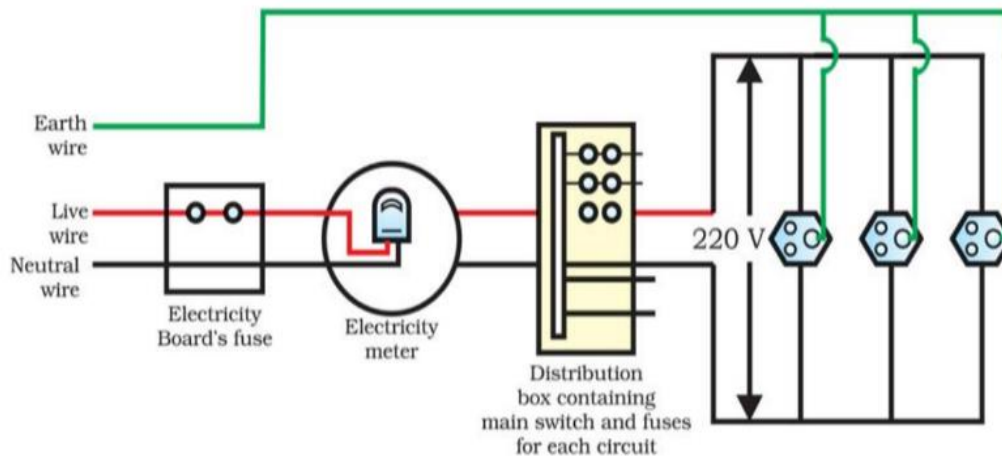 Earth
wire
Live
wire
Neutral
wire
Electricity
Board's fuse
Electricity
meter
Distribution
box containing
main switch and fuses
for each circuit
220 V